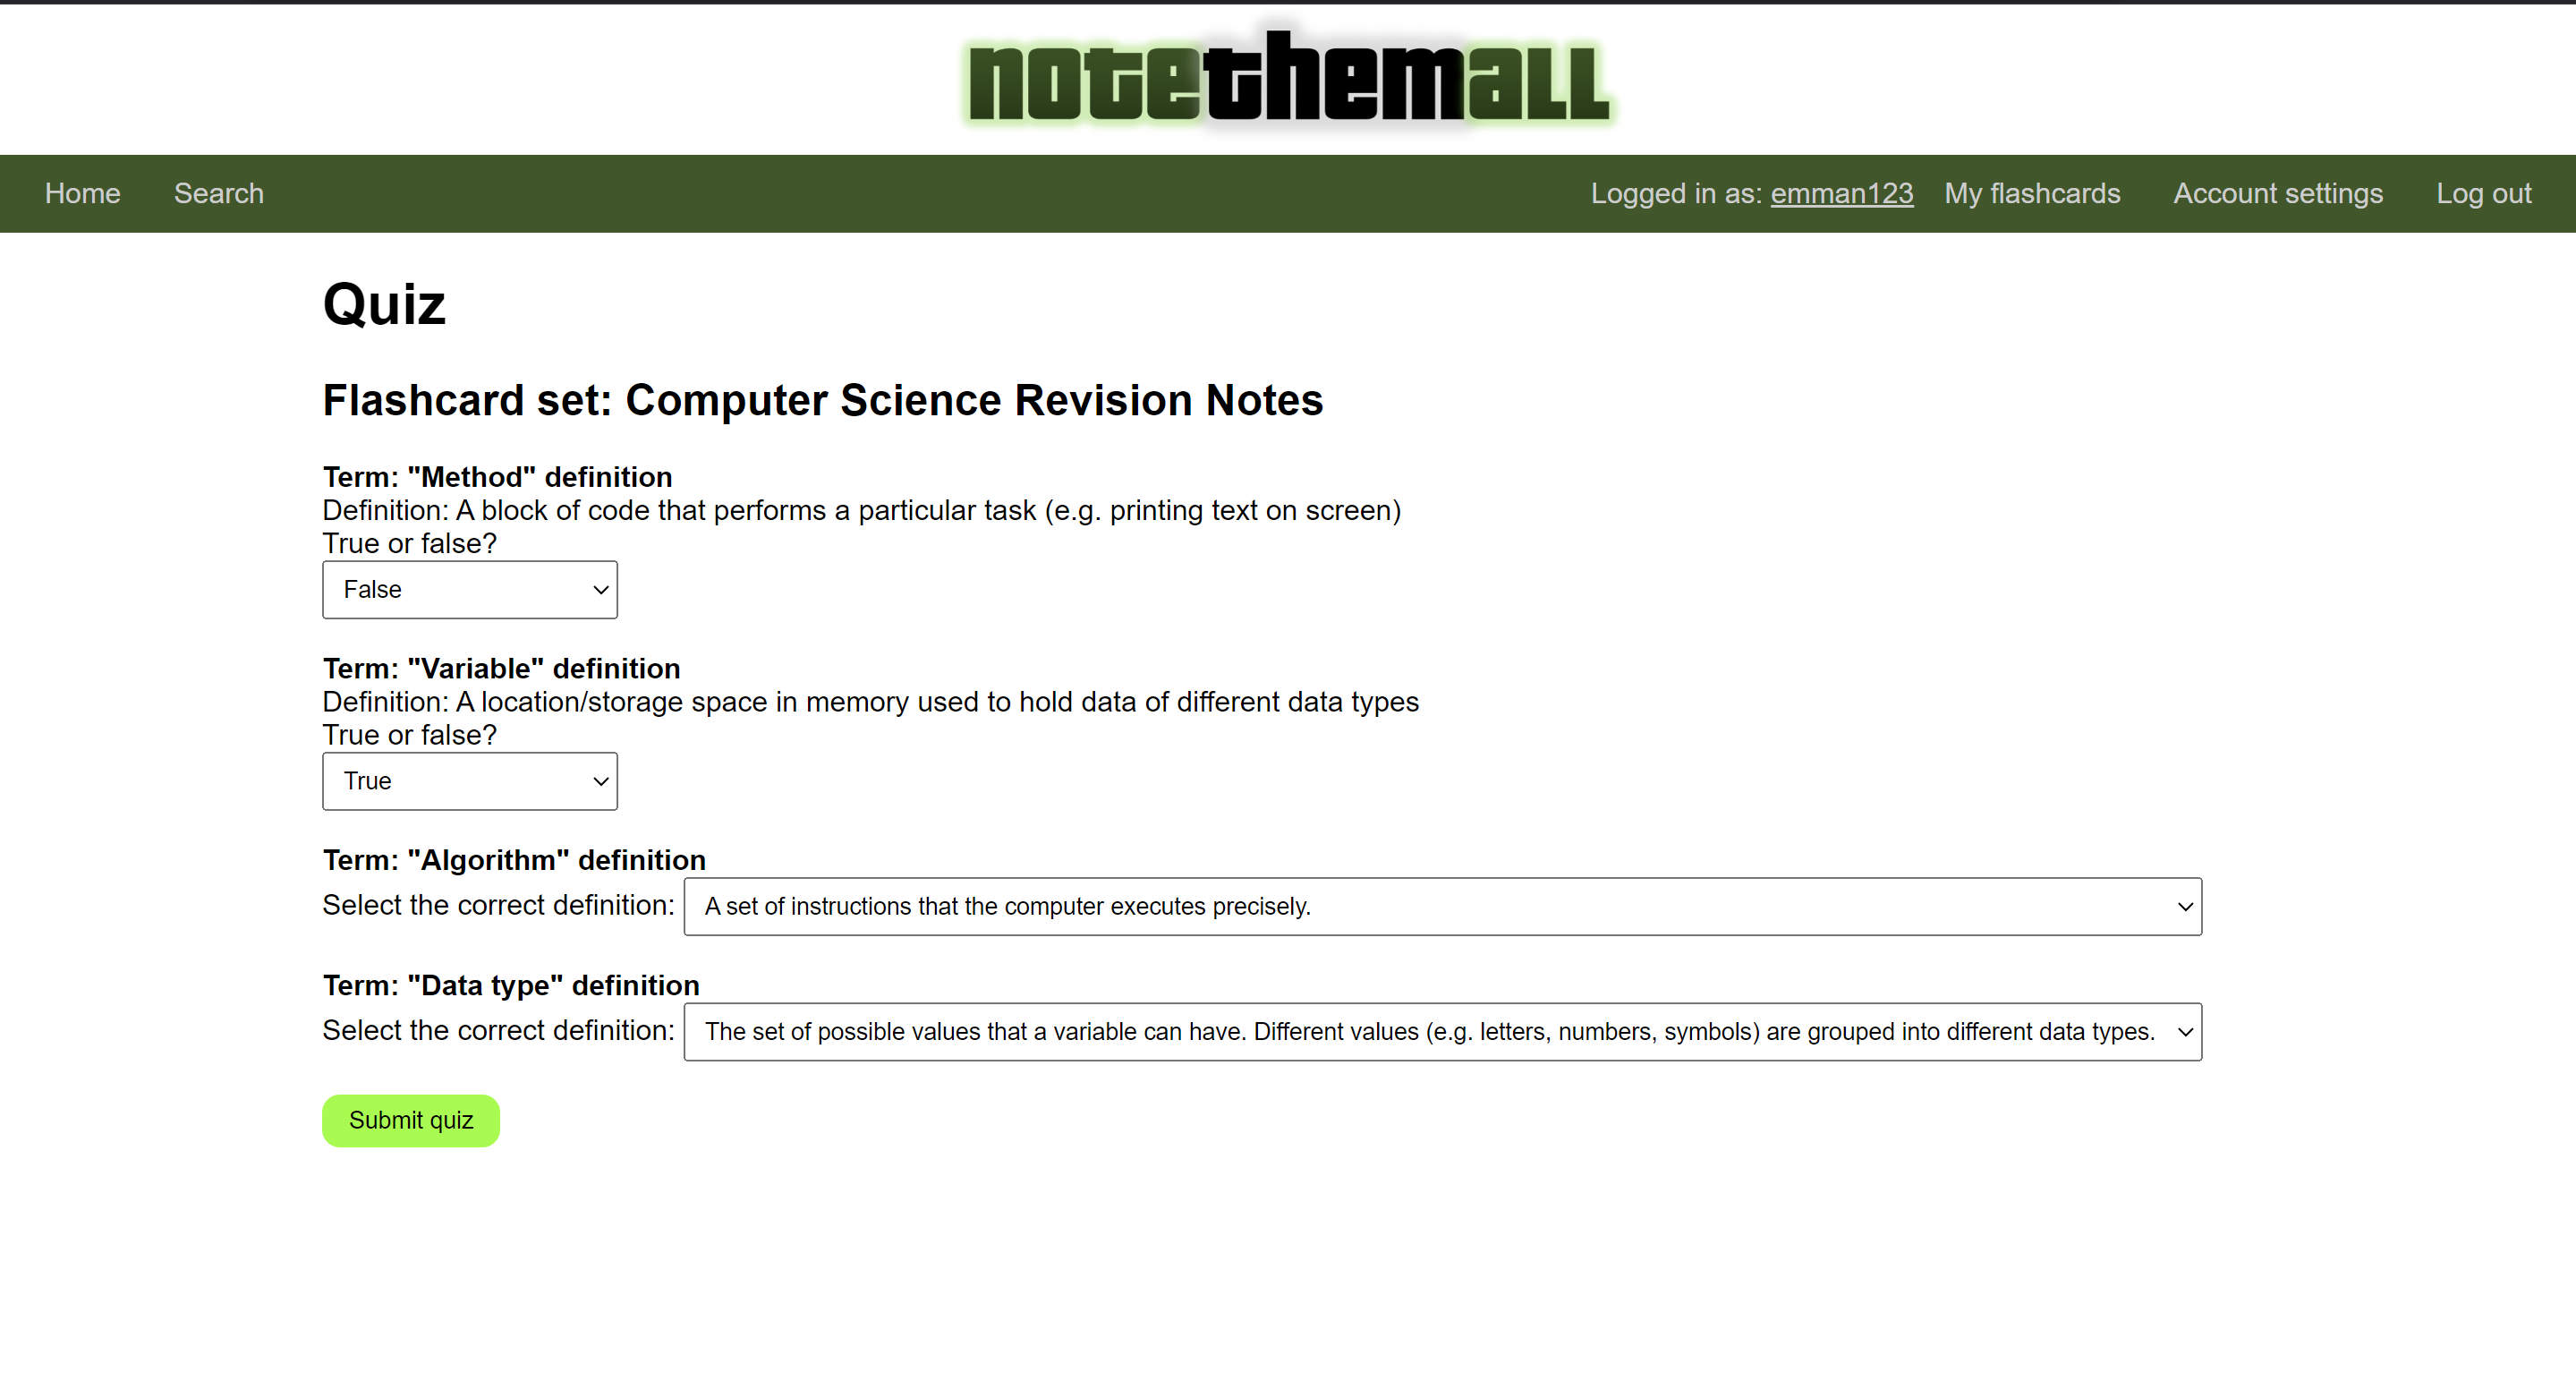 notethemall
Home Search Logged in as: emman123 My flashcards Account settings Log out
Quiz
Flashcard set: Computer Science Revision Notes
Term: "Method" definition
Definition: A block of code that performs a particular task (e.g. printing text on screen)
True or false?
False
Term: "Variable" definition
Definition: A location/storage space in memory used to hold data of different data types
True or false?
True
Term: "Algorithm" definition
Select the correct definition: A set of instructions that the computer executes precisely.
Term: "Data type" definition
Select the correct definition: The set of possible values that a variable can have. Different values (e.g. letters, numbers, symbols) are grouped into different data types.
Submit quiz